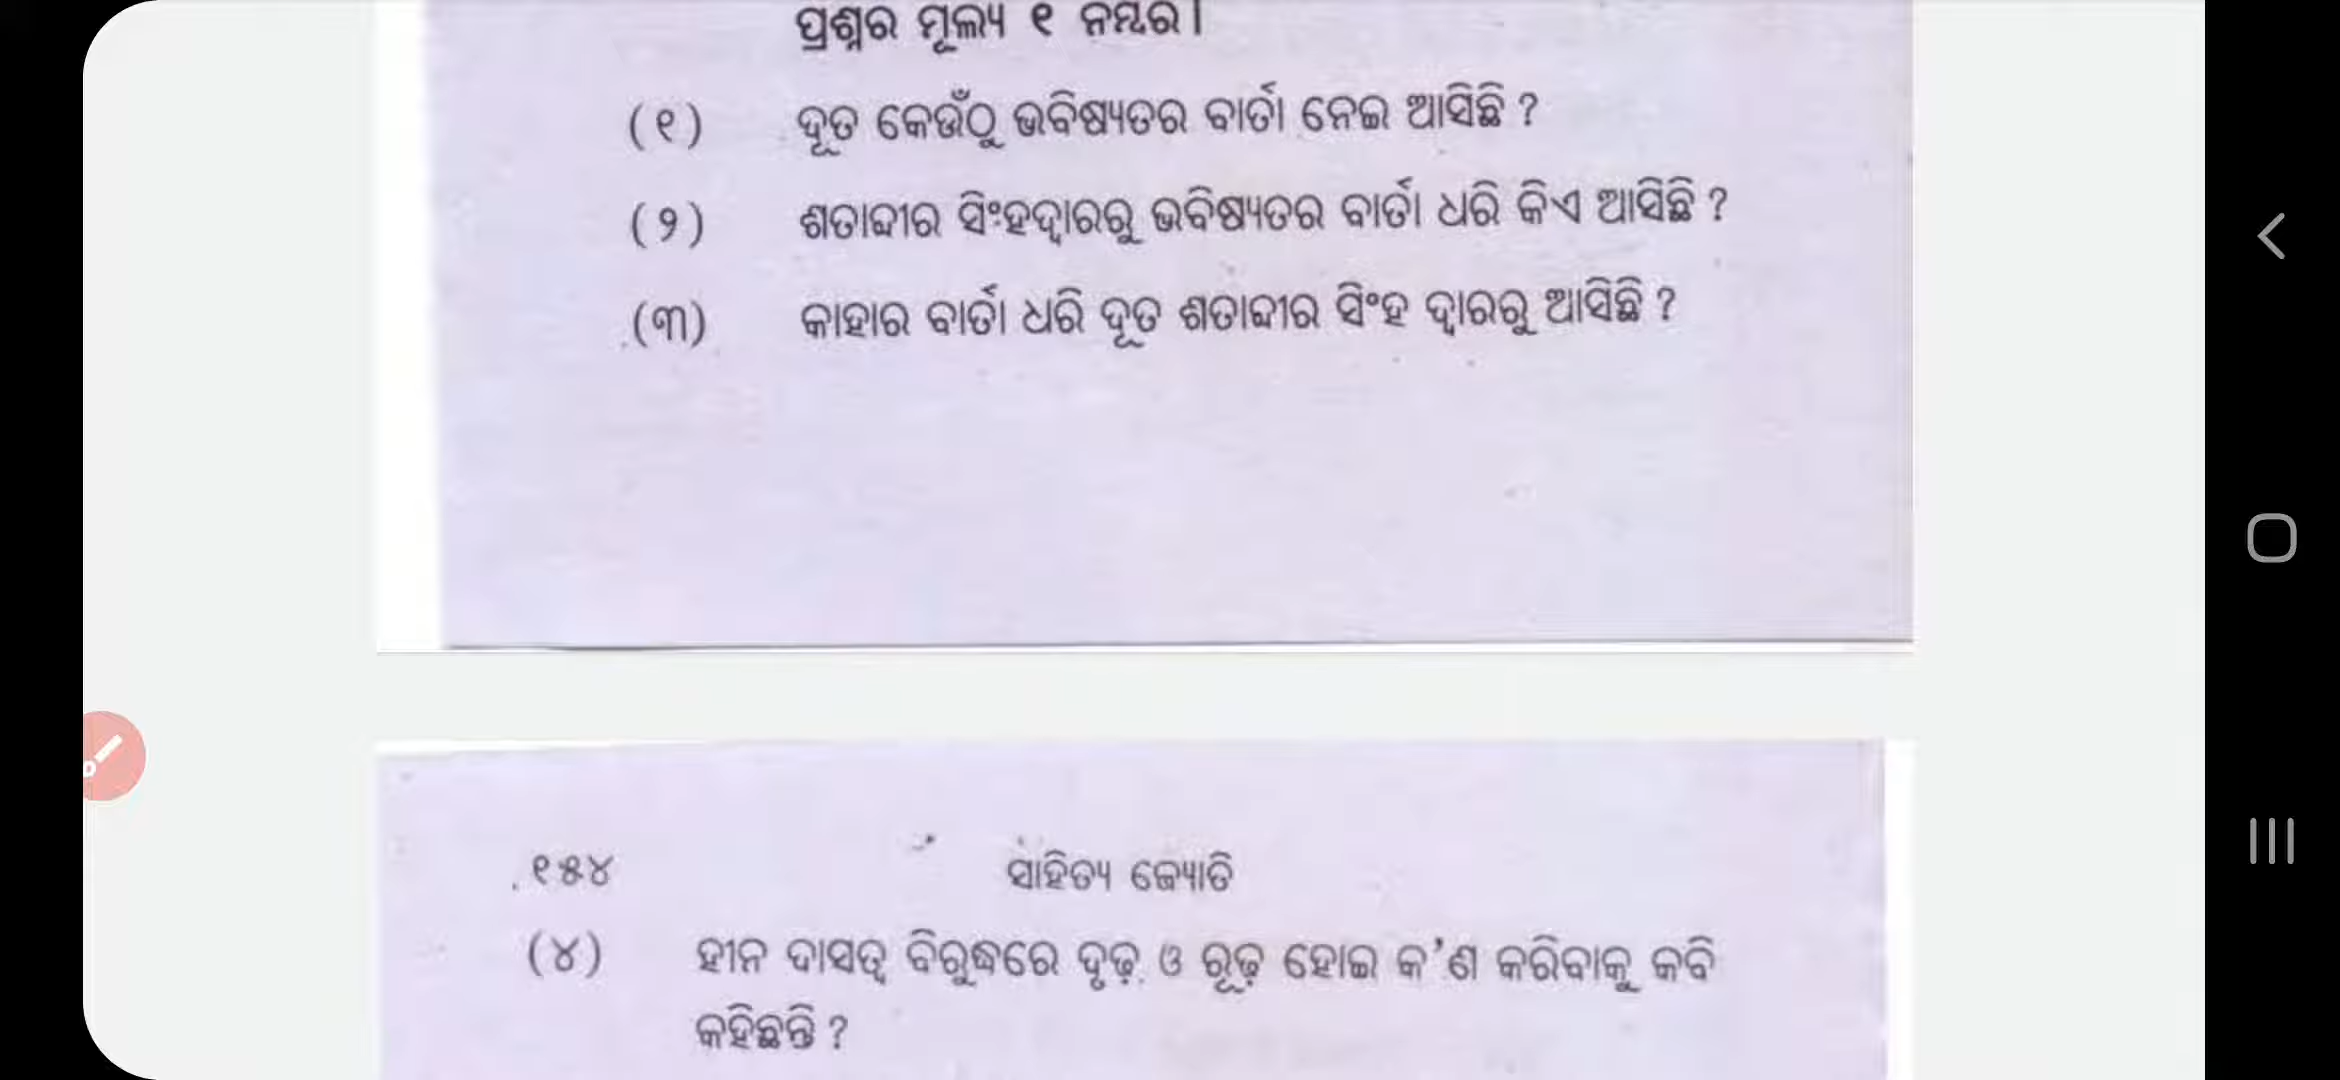 ପ୍ରଶ୍ନର ମୂଲ୍ୟ ୧ ନମ୍ବର।
(୧) ଦୂତ କେଉଁଠୁ ଭବିଷ୍ୟତର ବାର୍ତା ନେଇ ଆସିଛି ?
(୨) ଶତାବ୍ଦୀର ସିଂହଦ୍ୱାରରୁ ଭବିଷ୍ୟତର ବାର୍ତା ଧରି କିଏ ଆସିଛି ?
(୩) କାହାର ବାର୍ତା ଧରି ଦୂତ ଶତାବ୍ଦୀର ସିଂହ ଦ୍ୱାରରୁ ଆସିଛି ?
୧୫୪ ସାହିତ୍ୟ ଜ୍ୟୋତି
(୪) ହୀନ ଦାସତ୍ୱ ବିରୁଦ୍ଧରେ ଦୃଢ଼ ଓ ରୂଢ଼ ହୋଇ କ'ଣ କରିବାକୁ କବି
କହିଛନ୍ତି ?